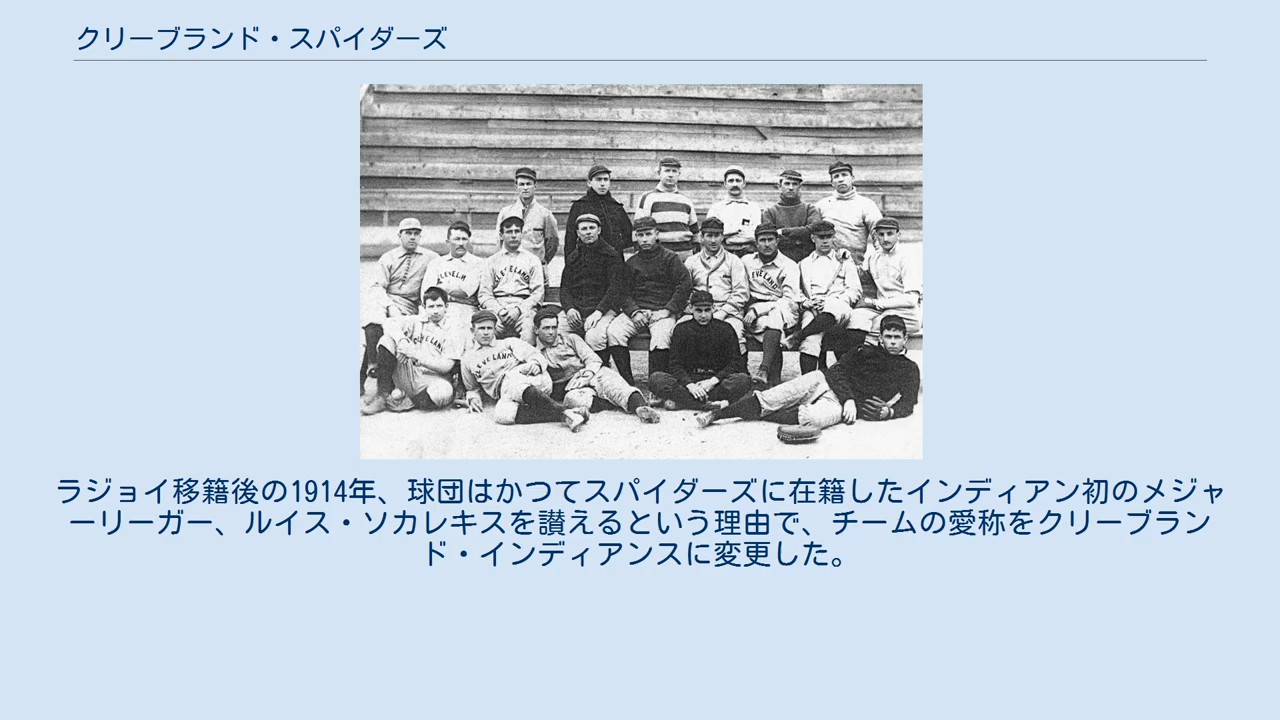 クリーブランド・スパイダーズ
CLEVELAND
CLEVELAND
ラジョイ移籍後の1914年、球団はかつてスパイダーズに在籍したインディアン初のメジャ
ーリーガー、ルイス・ソカレキスを讃えるという理由で、チームの愛称をクリーブラン
ド・インディアンスに変更した。